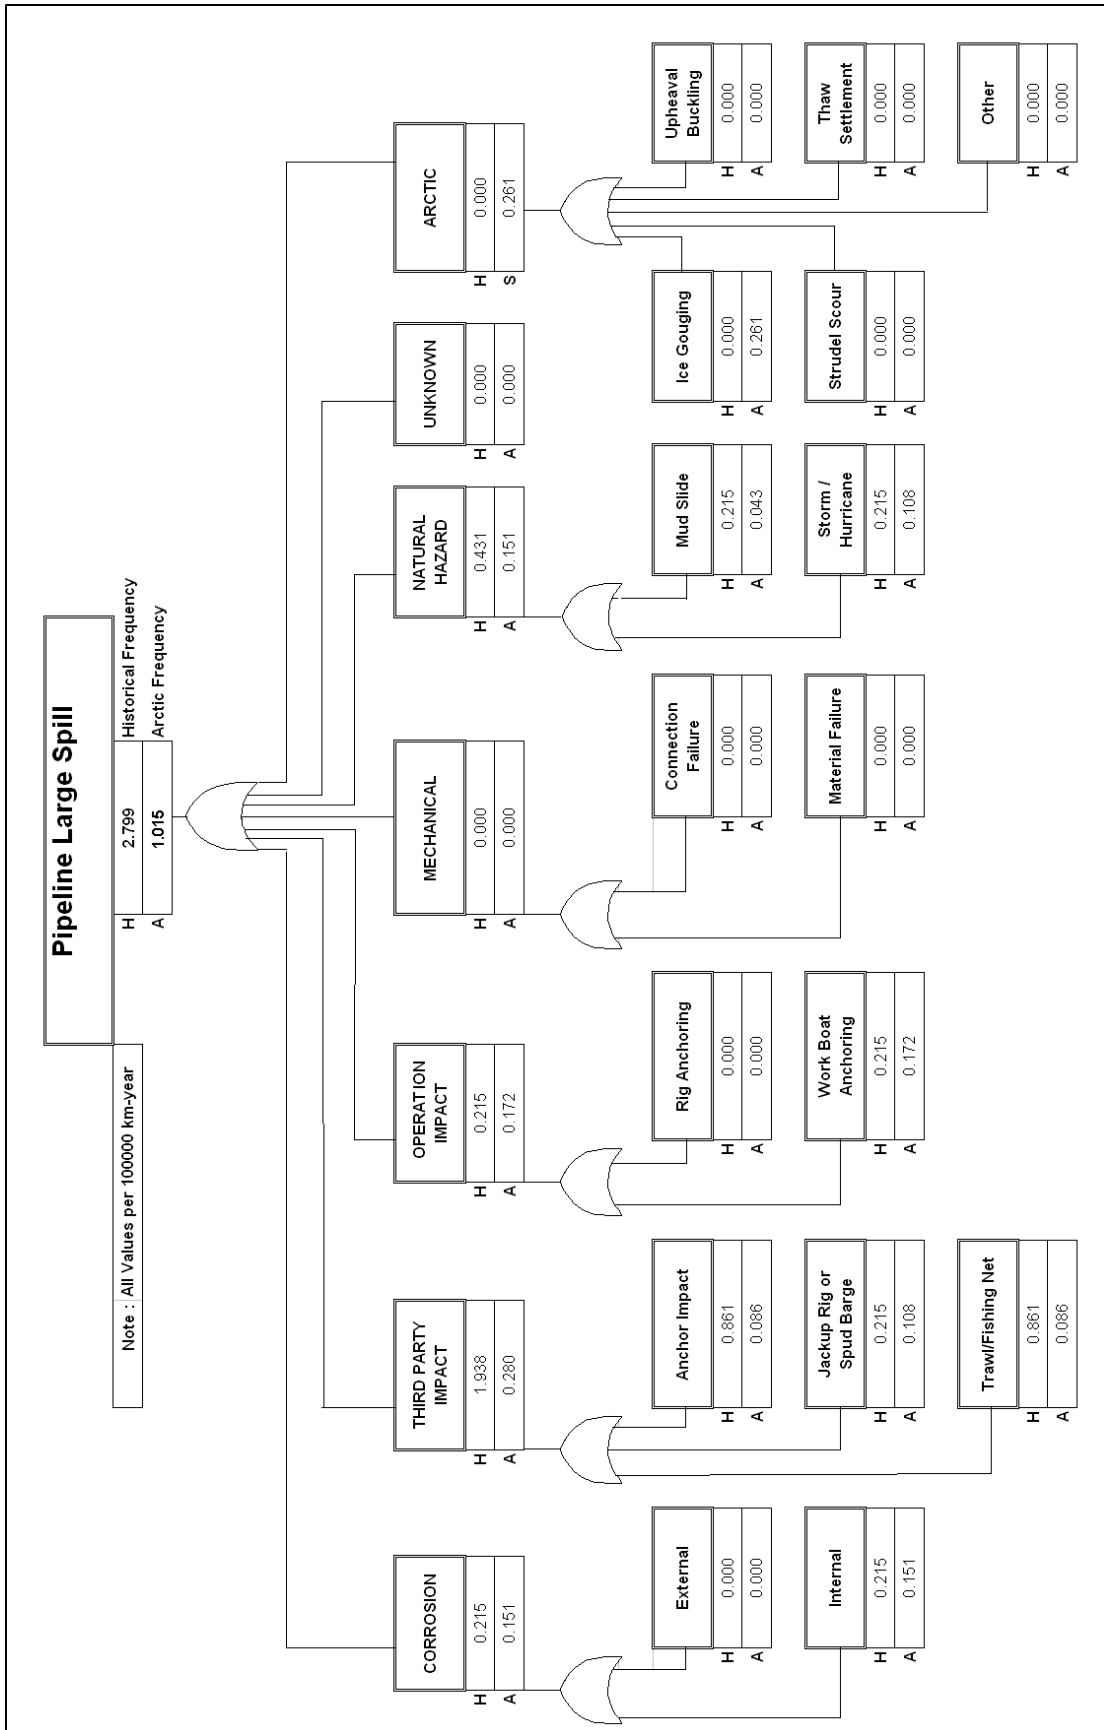 Pipeline Large Spill
Note : All Values per 100000 km-year
H 2.799 Historical Frequency
A 1.015 Arctic Frequency
CORROSION
H 0.215
A 0.151
THIRD PARTY
IMPACT
H 1.938
A 0.280
OPERATION
IMPACT
H 0.215
A 0.172
MECHANICAL
H 0.000
A 0.000
NATURAL
HAZARD
H 0.431
A 0.151
UNKNOWN
H 0.000
A 0.000
ARCTIC
H 0.000
S 0.261
External
H 0.000
A 0.000
Internal
H 0.215
A 0.151
Anchor Impact
H 0.861
A 0.086
Jackup Rig or
Spud Barge
H 0.215
A 0.108
Trawl/Fishing Net
H 0.861
A 0.086
Rig Anchoring
H 0.000
A 0.000
Work Boat
Anchoring
H 0.215
A 0.172
Connection
Failure
H 0.000
A 0.000
Material Failure
H 0.000
A 0.000
Mud Slide
H 0.215
A 0.043
Storm /
Hurricane
H 0.215
A 0.108
Ice Gouging
H 0.000
A 0.261
Strudel Scour
H 0.000
A 0.000
Upheaval
Buckling
H 0.000
A 0.000
Thaw
Settlement
H 0.000
A 0.000
Other
H 0.000
A 0.000